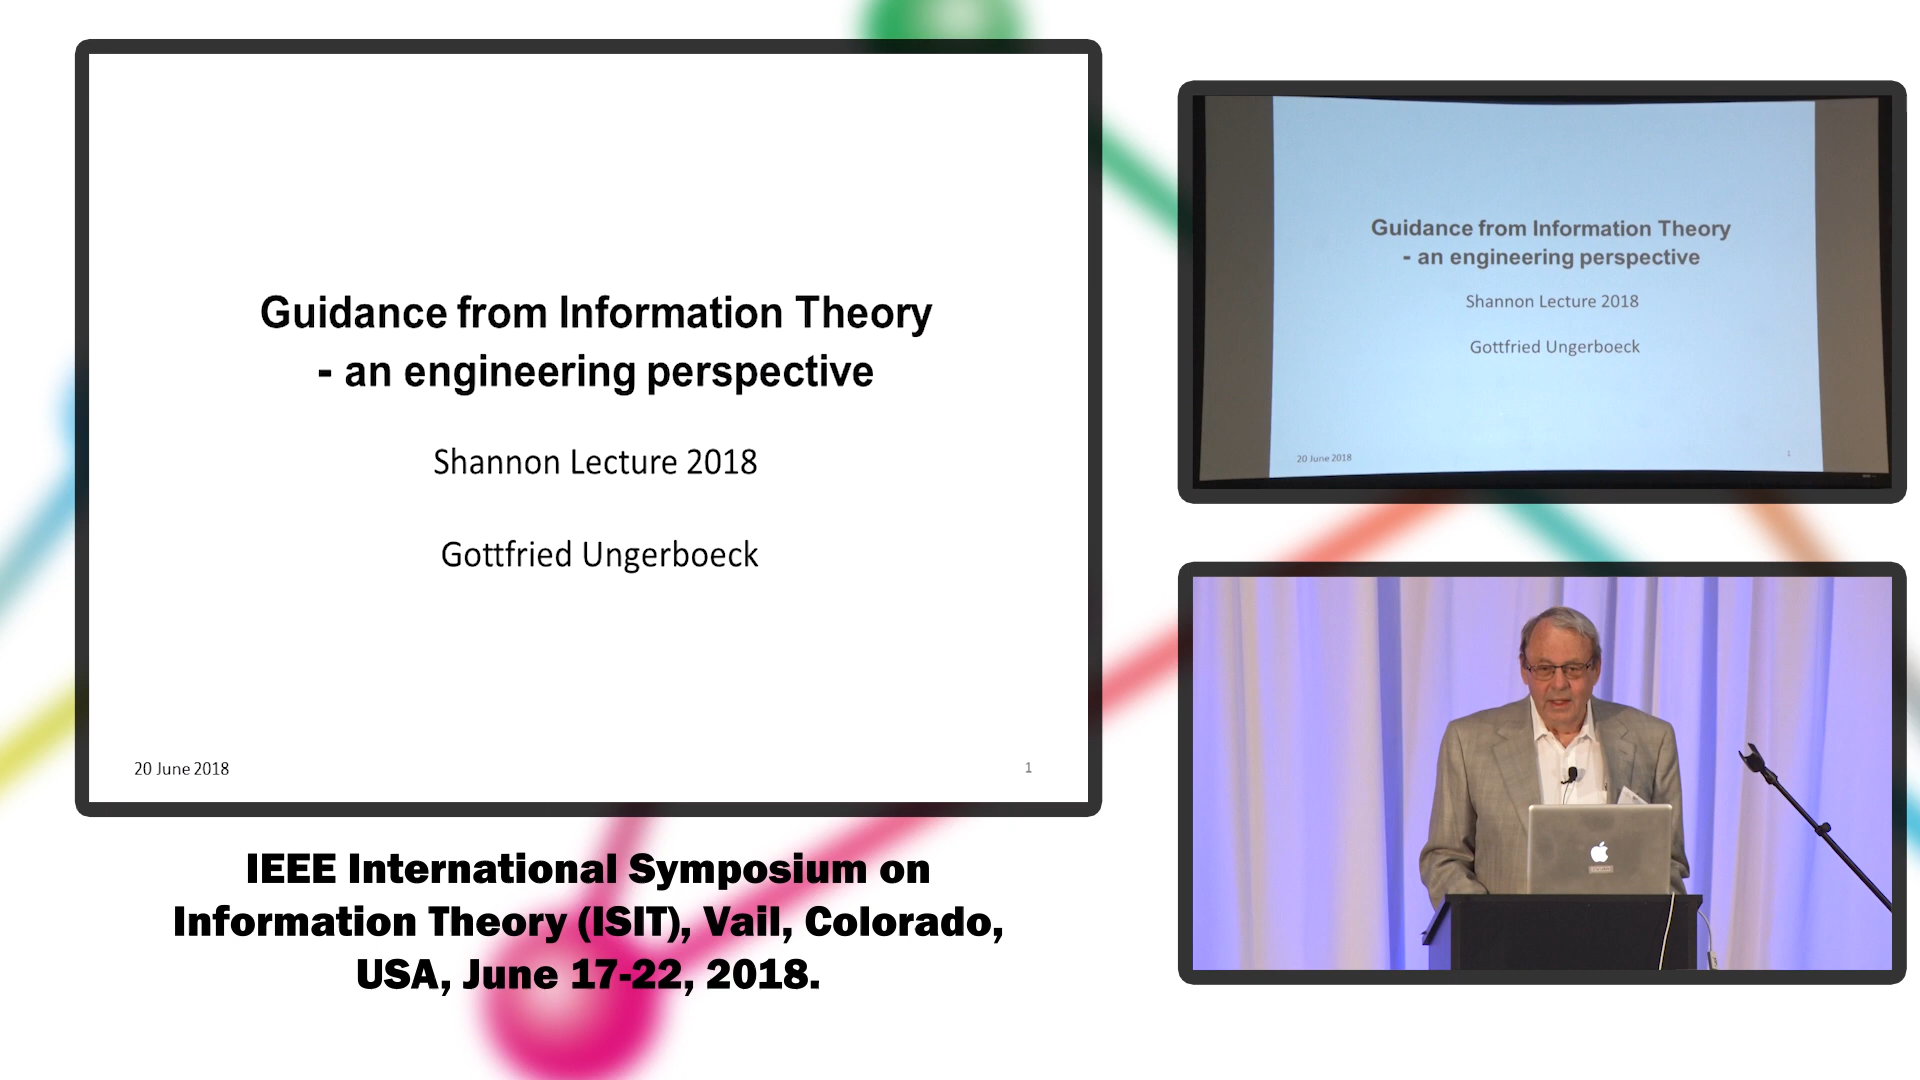 Guidance from Information Theory
- an engineering perspective
Shannon Lecture 2018
Gottfried Ungerboeck
20 June 2018
1
IEEE International Symposium on
Information Theory (ISIT), Vail, Colorado,
USA, June 17-22, 2018.
Guidance from Information Theory
- an engineering perspective
Shannon Lecture 2018
Gottfried Ungerboeck
20 June 2018
1